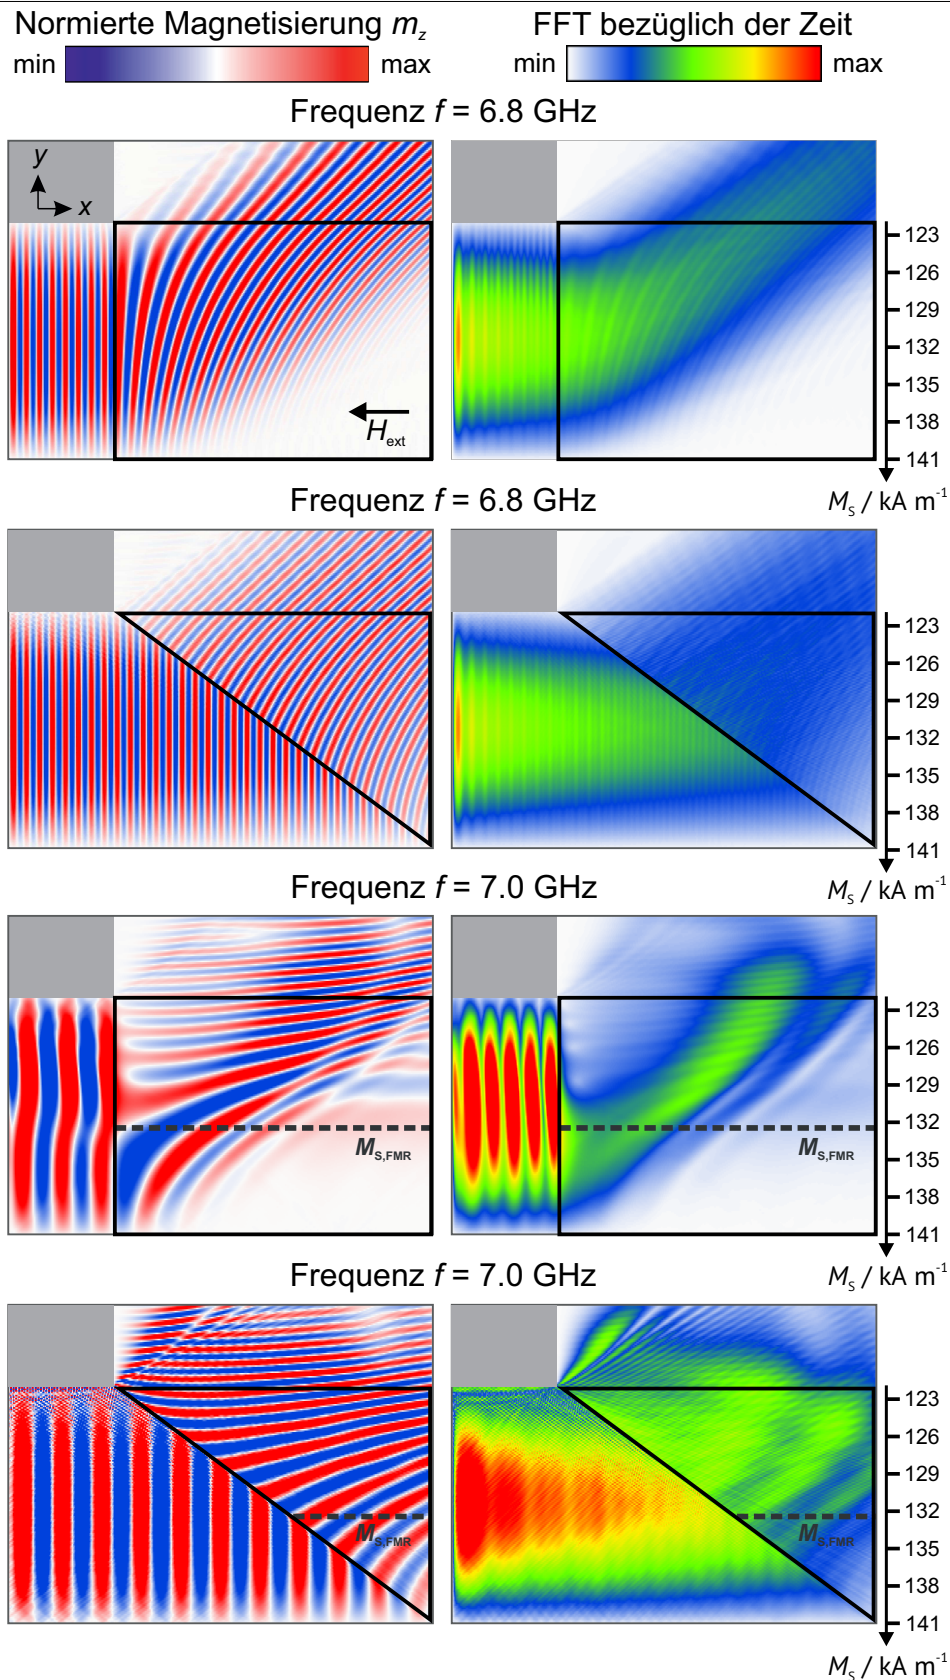 Normierte Magnetisierung m_z
FFT bezüglich der Zeit
min max
min max
Frequenz f = 6.8 GHz
y
x
H_ext
123
126
129
132
135
138
141
M_S / kA m⁻¹
Frequenz f = 6.8 GHz
123
126
129
132
135
138
141
M_S / kA m⁻¹
Frequenz f = 7.0 GHz
M_S,FMR
M_S,FMR
123
126
129
132
135
138
141
M_S / kA m⁻¹
Frequenz f = 7.0 GHz
M_S,FMR
M_S,FMR
123
126
129
132
135
138
141
M_S / kA m⁻¹